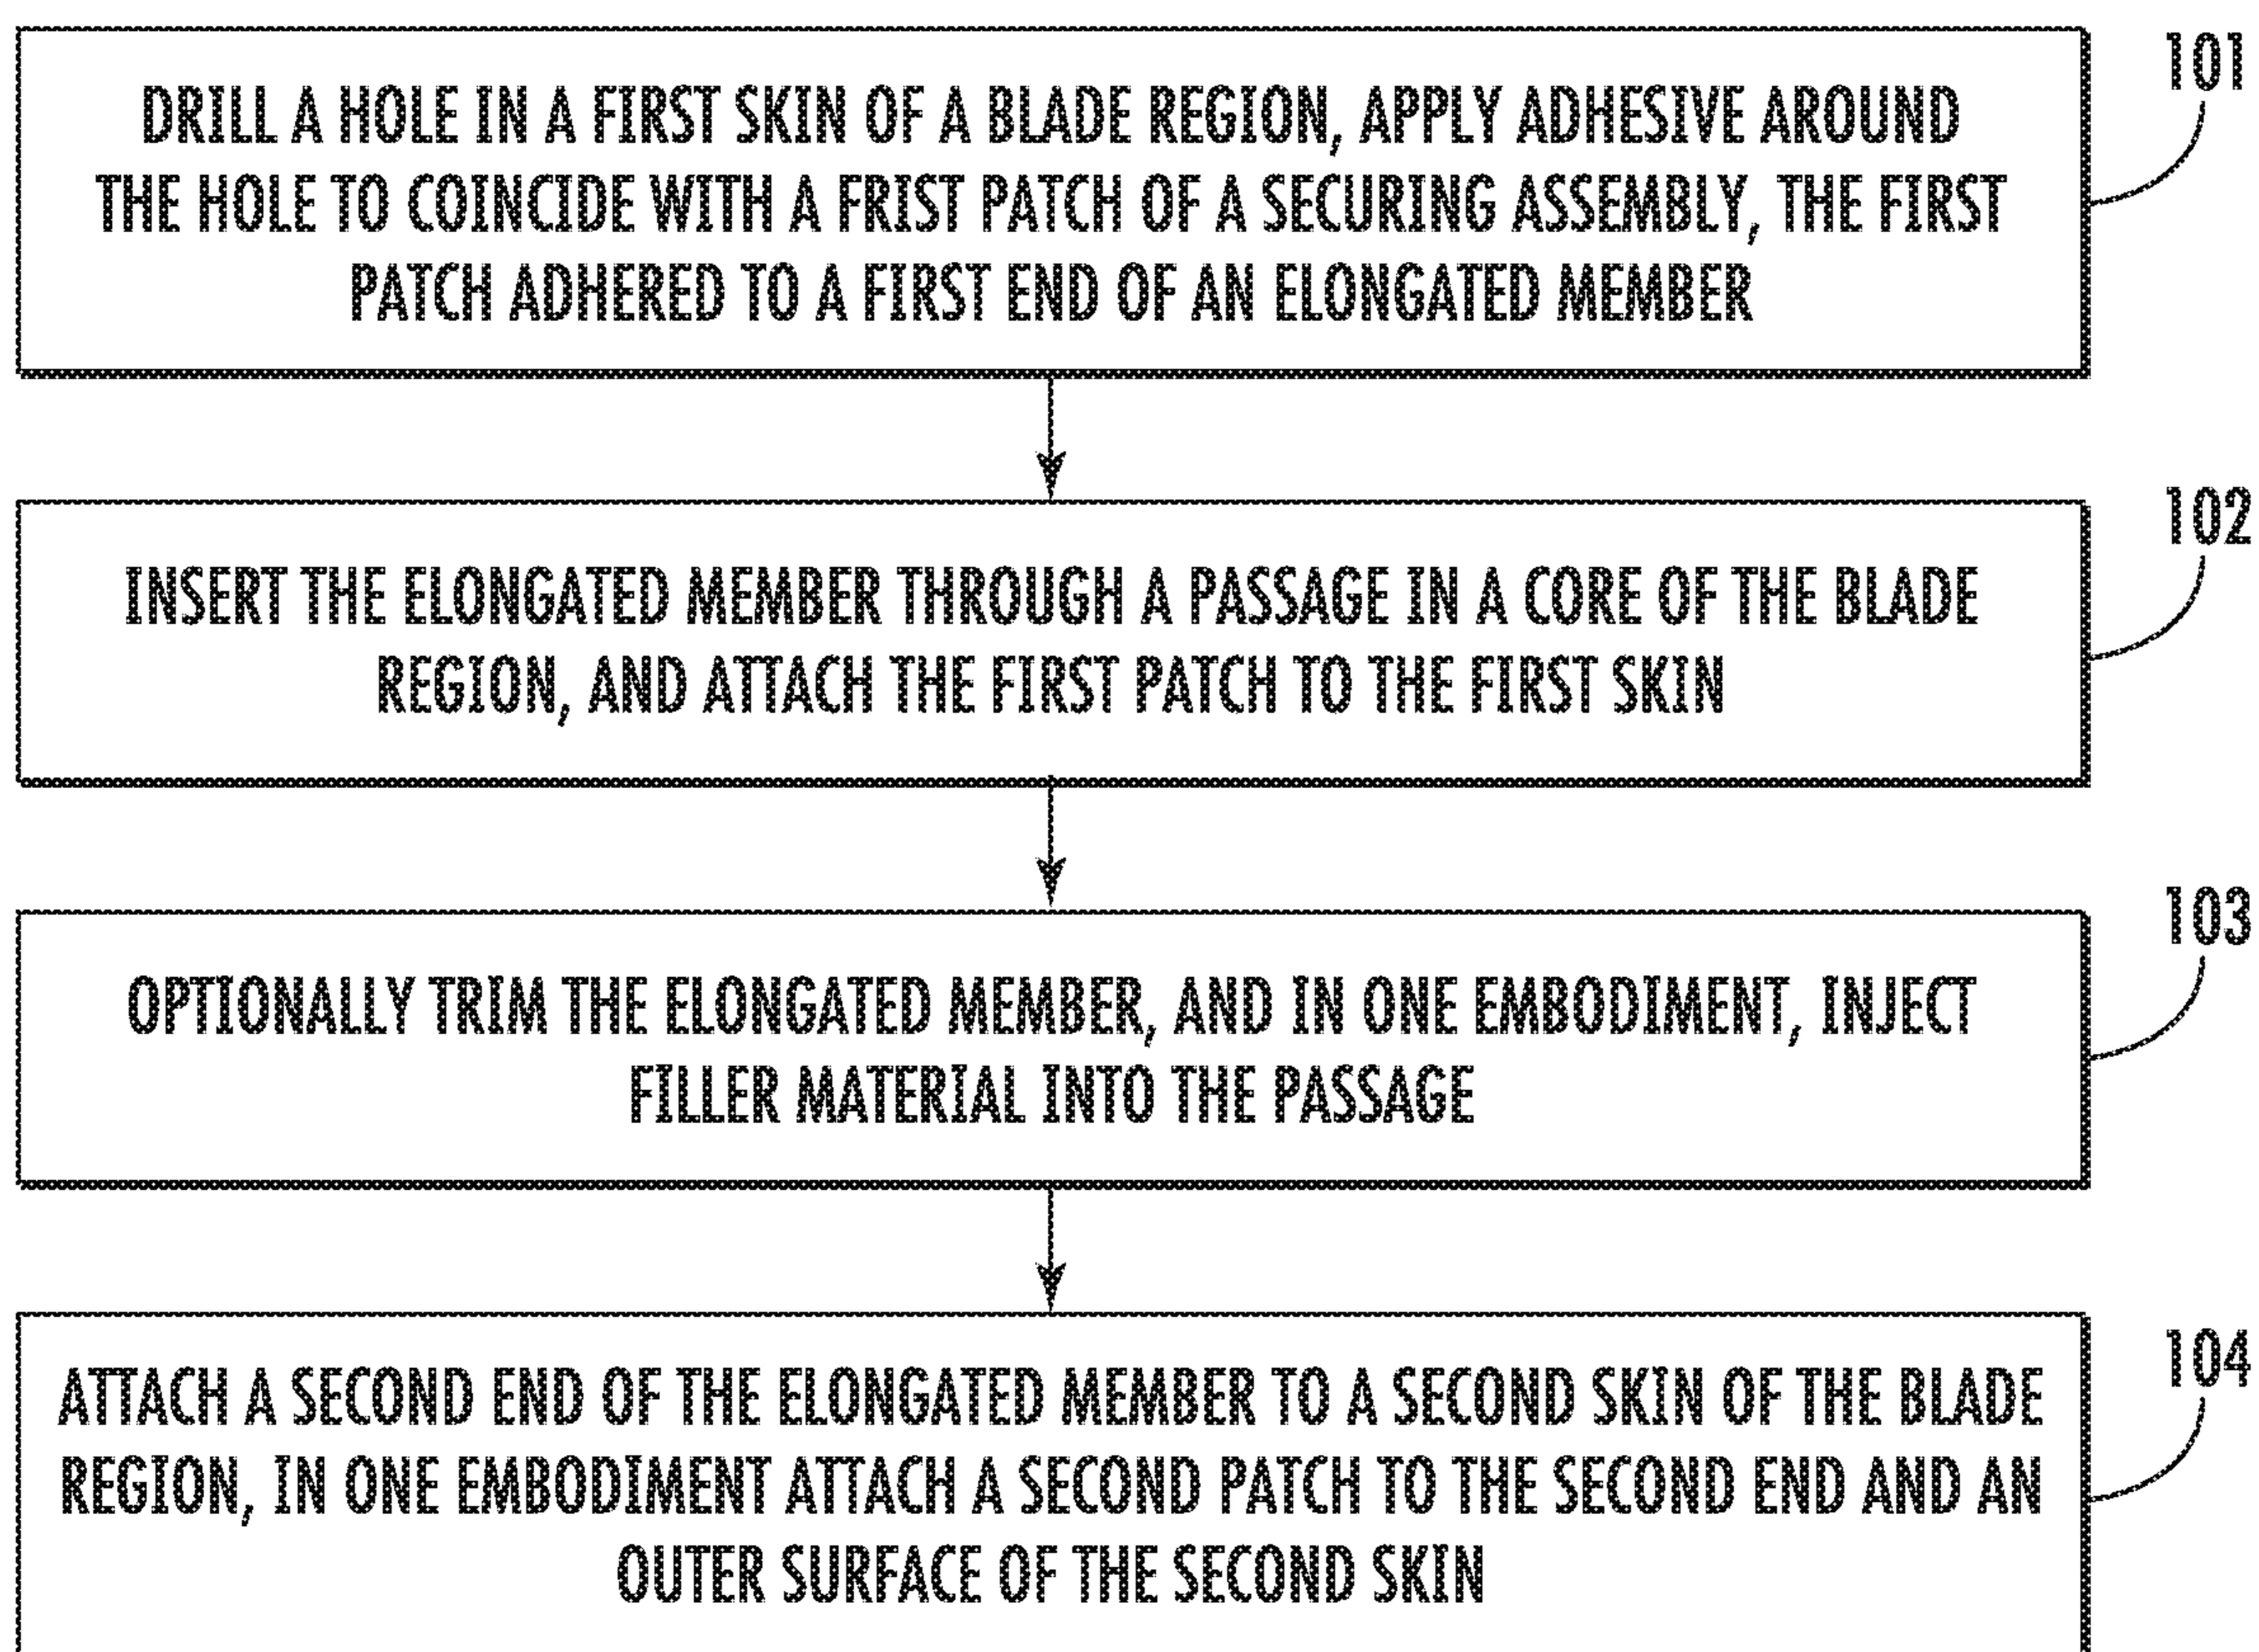 DRILL A HOLE IN A FIRST SKIN OF A BLADE REGION, APPLY ADHESIVE AROUND
THE HOLE TO COINCIDE WITH A FRIST PATCH OF A SECURING ASSEMBLY, THE FIRST
PATCH ADHERED TO A FIRST END OF AN ELONGATED MEMBER
101
INSERT THE ELONGATED MEMBER THROUGH A PASSAGE IN A CORE OF THE BLADE
REGION, AND ATTACH THE FIRST PATCH TO THE FIRST SKIN
102
OPTIONALLY TRIM THE ELONGATED MEMBER, AND IN ONE EMBODIMENT, INJECT
FILLER MATERIAL INTO THE PASSAGE
103
ATTACH A SECOND END OF THE ELONGATED MEMBER TO A SECOND SKIN OF THE BLADE
REGION, IN ONE EMBODIMENT ATTACH A SECOND PATCH TO THE SECOND END AND AN
OUTER SURFACE OF THE SECOND SKIN
104